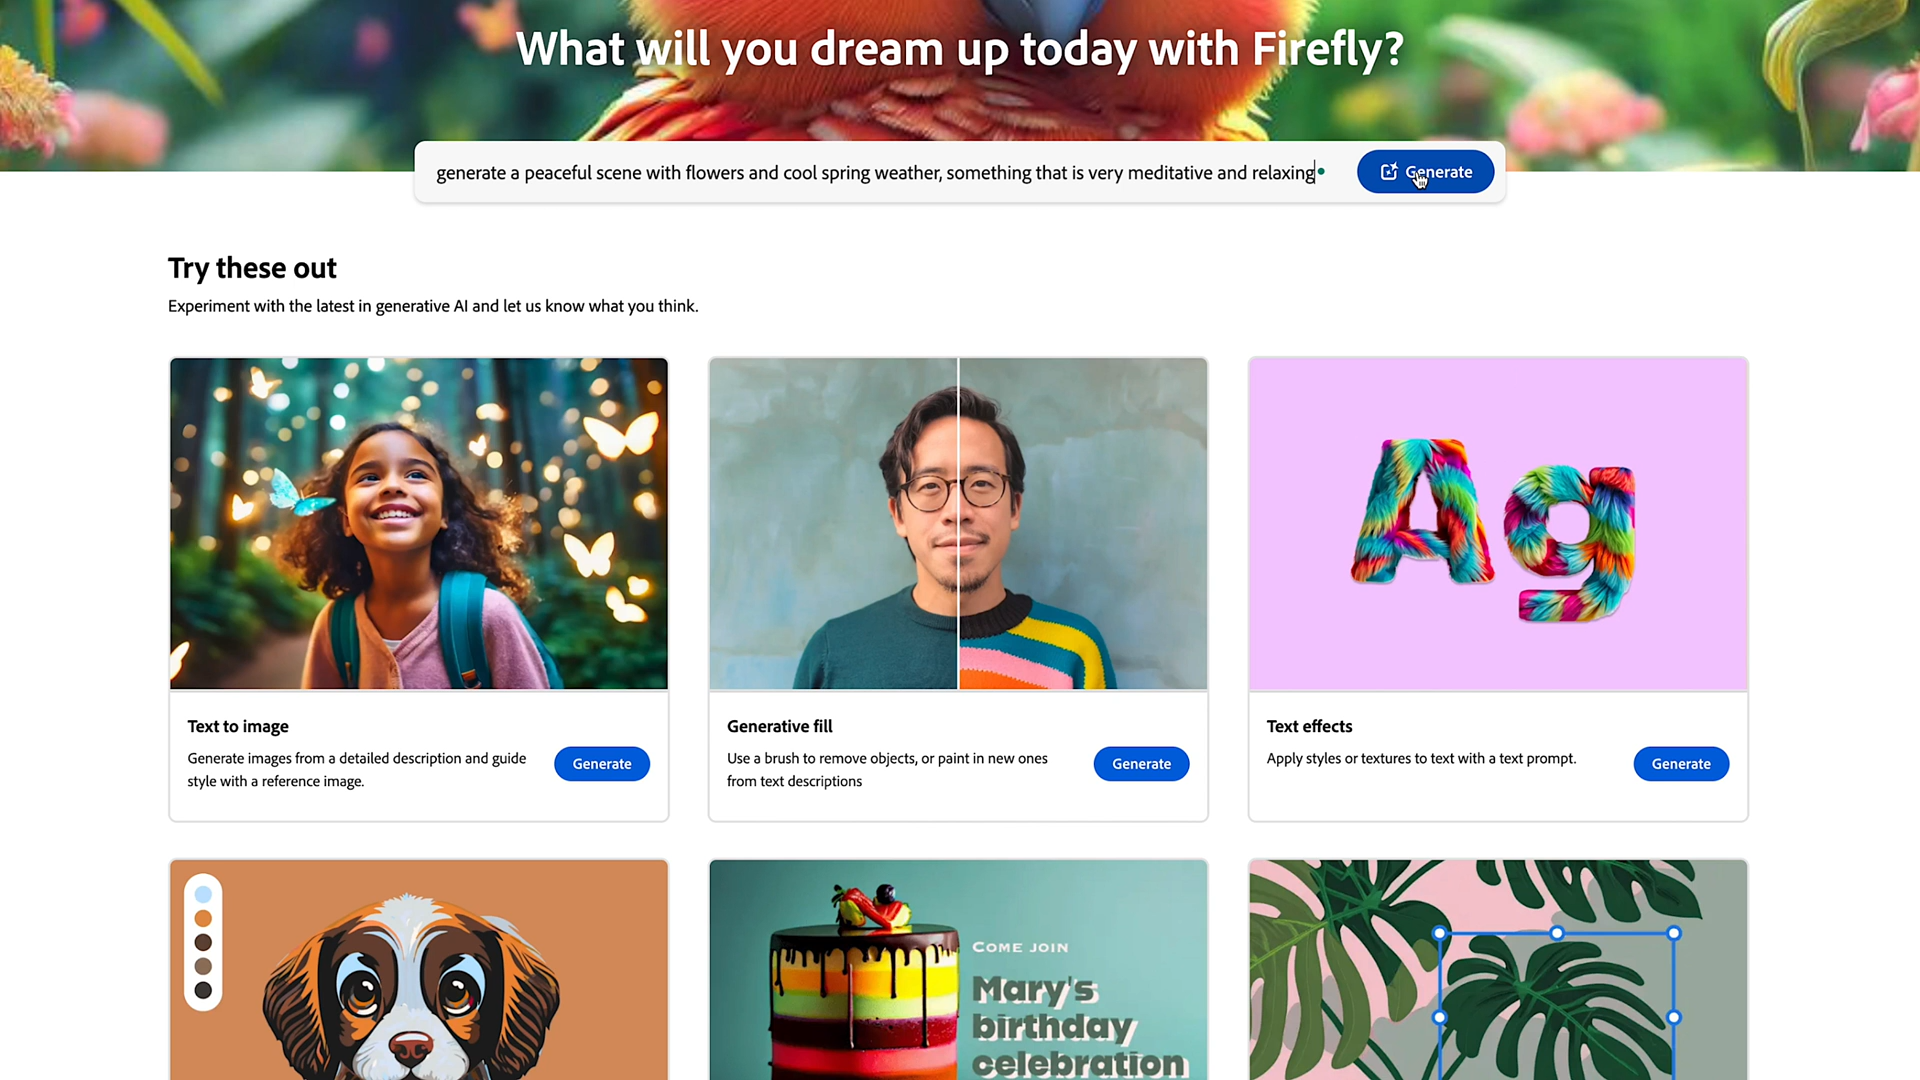 What will you dream up today with Firefly?
generate a peaceful scene with flowers and cool spring weather, something that is very meditative and relaxing
Generate
Try these out
Experiment with the latest in generative AI and let us know what you think.
Ag
Text to image
Generate images from a detailed description and guide
style with a reference image.
Generate
Generative fill
Use a brush to remove objects, or paint in new ones
from text descriptions
Generate
Text effects
Apply styles or textures to text with a text prompt.
Generate
COME JOIN
Mary's
birthday
celebration